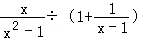 x/(x²−1) ÷ （1+1/(x−1)）